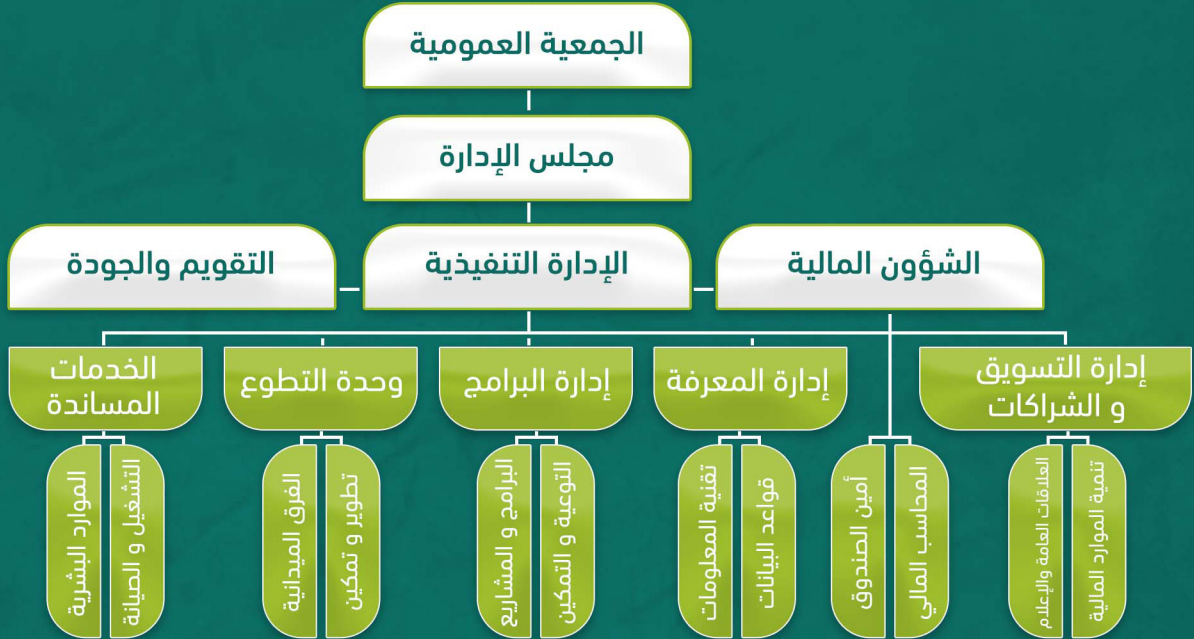 الجمعية العمومية
مجلس الإدارة
الشؤون المالية
الإدارة التنفيذية
التقويم والجودة
إدارة التسويق
و الشراكات
إدارة المعرفة
إدارة البرامج
وحدة التطوع
الخدمات
المساندة
تنمية الموارد المالية
العلاقات العامة والإعلام
المحاسب المالي
أمين الصندوق
قواعد البيانات
تقنية المعلومات
التوعية و التمكين
البرامج و المشاريع
تطوير و تمكين
الفرق الميدانية
التشغيل و الصيانة
الموارد البشرية